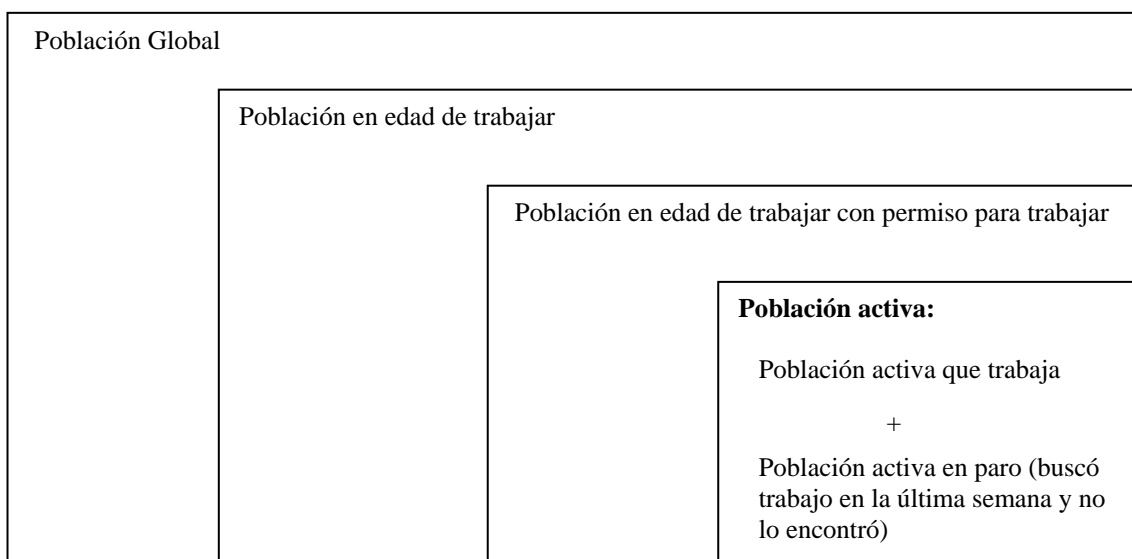 Población Global
Población en edad de trabajar
Población en edad de trabajar con permiso para trabajar
Población activa:
Población activa que trabaja
+
Población activa en paro (buscó
trabajo en la última semana y no
lo encontró)